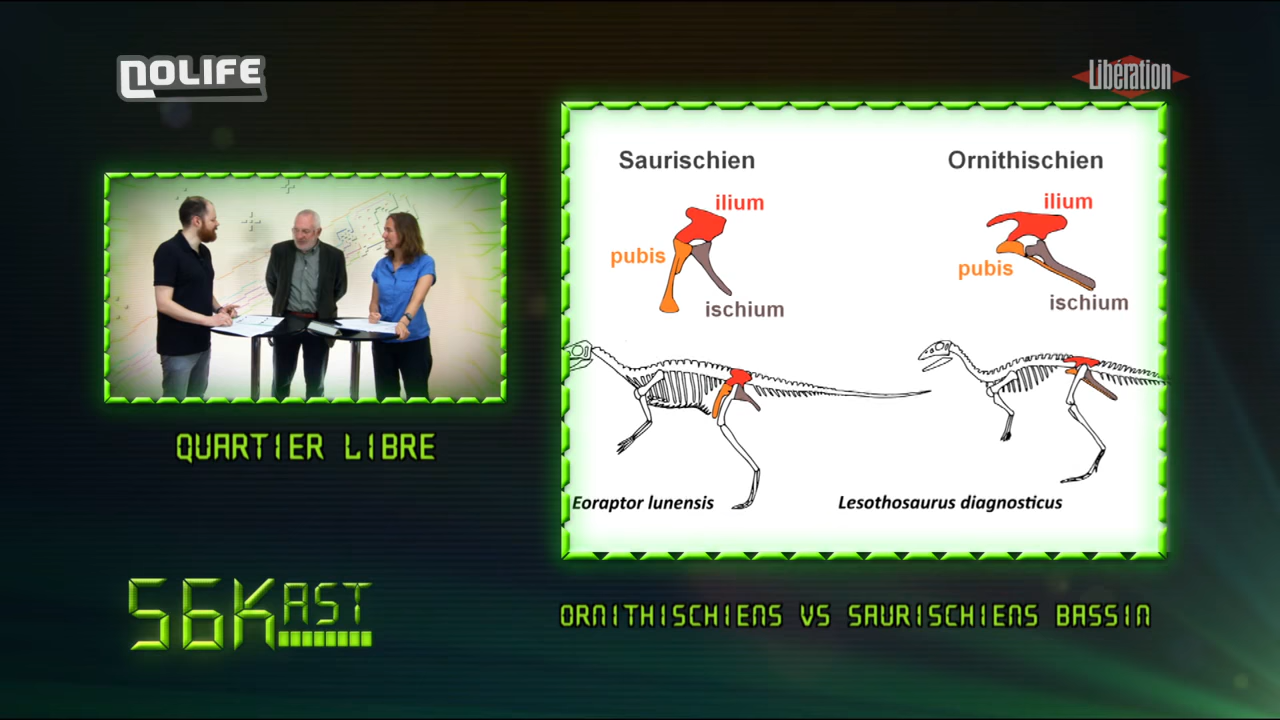 NOLIFE
Libération
Saurischien
Ornithischien
ilium
pubis
ischium
ilium
pubis
ischium
Eoraptor lunensis
Lesothosaurus diagnosticus
QUARTIER LIBRE
56KAST
ORNITHISCHIENS VS SAURISCHIENS BASSIN